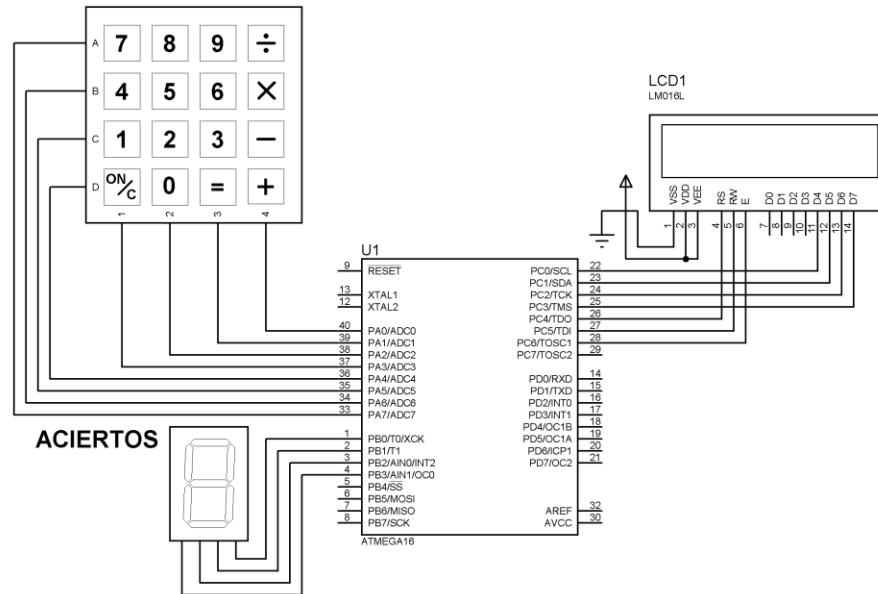 A 7 8 9 ÷
B 4 5 6 ×
C 1 2 3 −
D ON/C 0 = +
1 2 3 4
LCD1
LM016L
VSS VDD VEE RS RW E D0 D1 D2 D3 D4 D5 D6 D7
1 2 3 4 5 6 7 8 9 10 11 12 13 14
U1
9 RESET
13 XTAL1
12 XTAL2
40 PA0/ADC0
39 PA1/ADC1
38 PA2/ADC2
37 PA3/ADC3
36 PA4/ADC4
35 PA5/ADC5
34 PA6/ADC6
33 PA7/ADC7
1 PB0/T0/XCK
2 PB1/T1
3 PB2/AIN0/INT2
4 PB3/AIN1/OC0
5 PB4/SS
6 PB5/MOSI
7 PB6/MISO
8 PB7/SCK
PC0/SCL 22
PC1/SDA 23
PC2/TCK 24
PC3/TMS 25
PC4/TDO 26
PC5/TDI 27
PC6/TOSC1 28
PC7/TOSC2 29
PD0/RXD 14
PD1/TXD 15
PD2/INT0 16
PD3/INT1 17
PD4/OC1B 18
PD5/OC1A 19
PD6/ICP1 20
PD7/OC2 21
AREF 32
AVCC 30
ATMEGA16
ACIERTOS